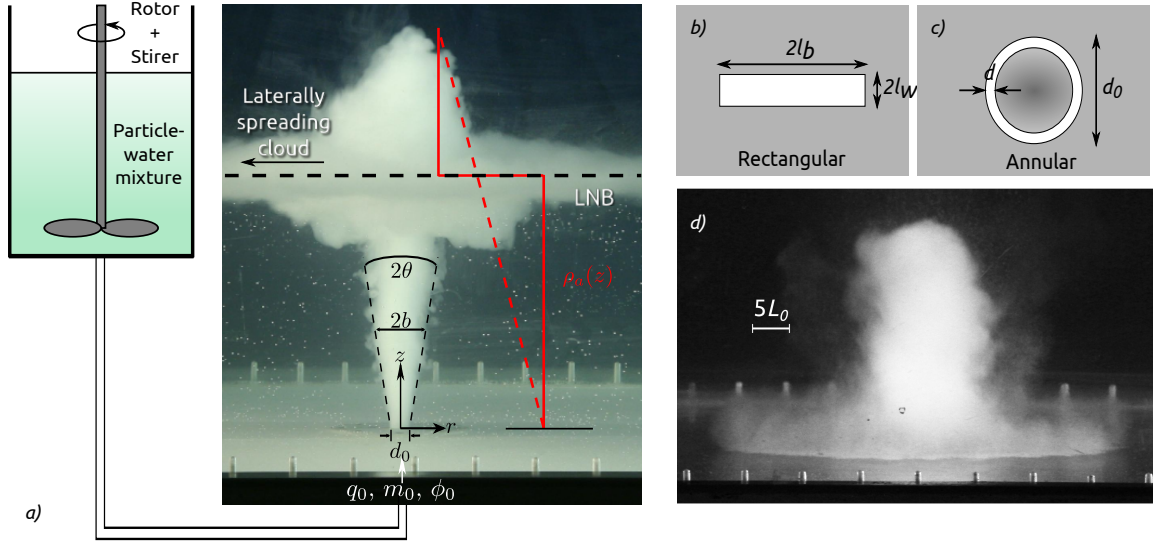 Rotor
+
Stirer
Particle-
water
mixture
a)
Laterally
spreading
cloud
LNB
2θ
ρₐ(z)
2b
z
r
d₀
q₀, m₀, ϕ₀
b)
2lb
2lw
Rectangular
c)
d
d₀
Annular
d)
5L₀